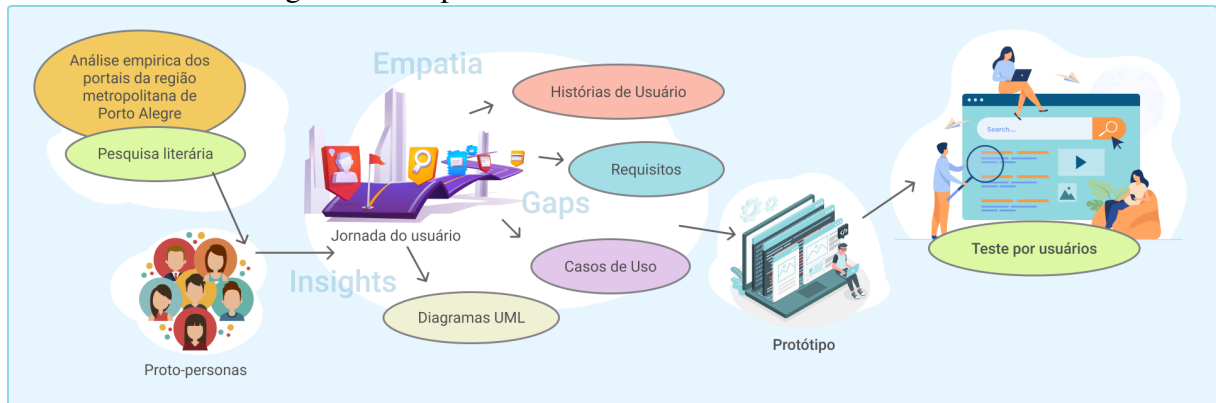 Análise empirica dos
portais da região
metropolitana de
Porto Alegre
Pesquisa literária
Proto-personas
Empatia
Jornada do usuário
Gaps
Insights
Histórias de Usuário
Requisitos
Casos de Uso
Diagramas UML
Protótipo
Search...
Teste por usuários